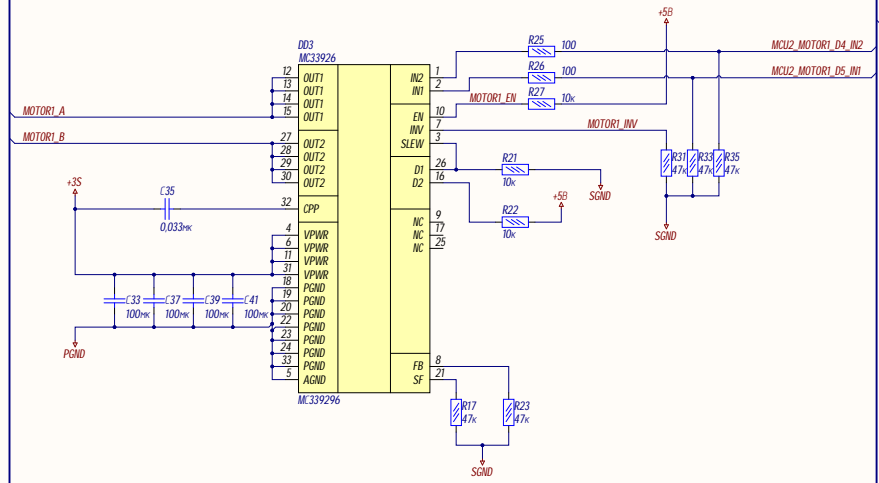 +5В
R25
100
MCU2_MOTOR1_D4_IN2
DD3
MC33926
12 OUT1 IN2 1
R26
100
MCU2_MOTOR1_D5_IN1
13 OUT1 IN1 2
14 OUT1
MOTOR1_EN
R27
10к
MOTOR1_A
15 OUT1 EN 10
INV 7
MOTOR1_INV
MOTOR1_B
27 OUT2 SLEW 3
28 OUT2
29 OUT2 D1 26
R21
10к
R31
47к
R33
47к
R35
47к
30 OUT2 D2 16
+3S
C35
0,033мк
+5В
SGND
32 CPP
R22
10к
NC 9
NC 17
NC 25
SGND
4 VPWR
6 VPWR
11 VPWR
31 VPWR
18 PGND
19 PGND
20 PGND
22 PGND
23 PGND
24 PGND
33 PGND
5 AGND
C33
100мк
C37
100мк
C39
100мк
C41
100мк
PGND
FB 8
SF 21
MC339296
R17
47к
R23
47к
SGND